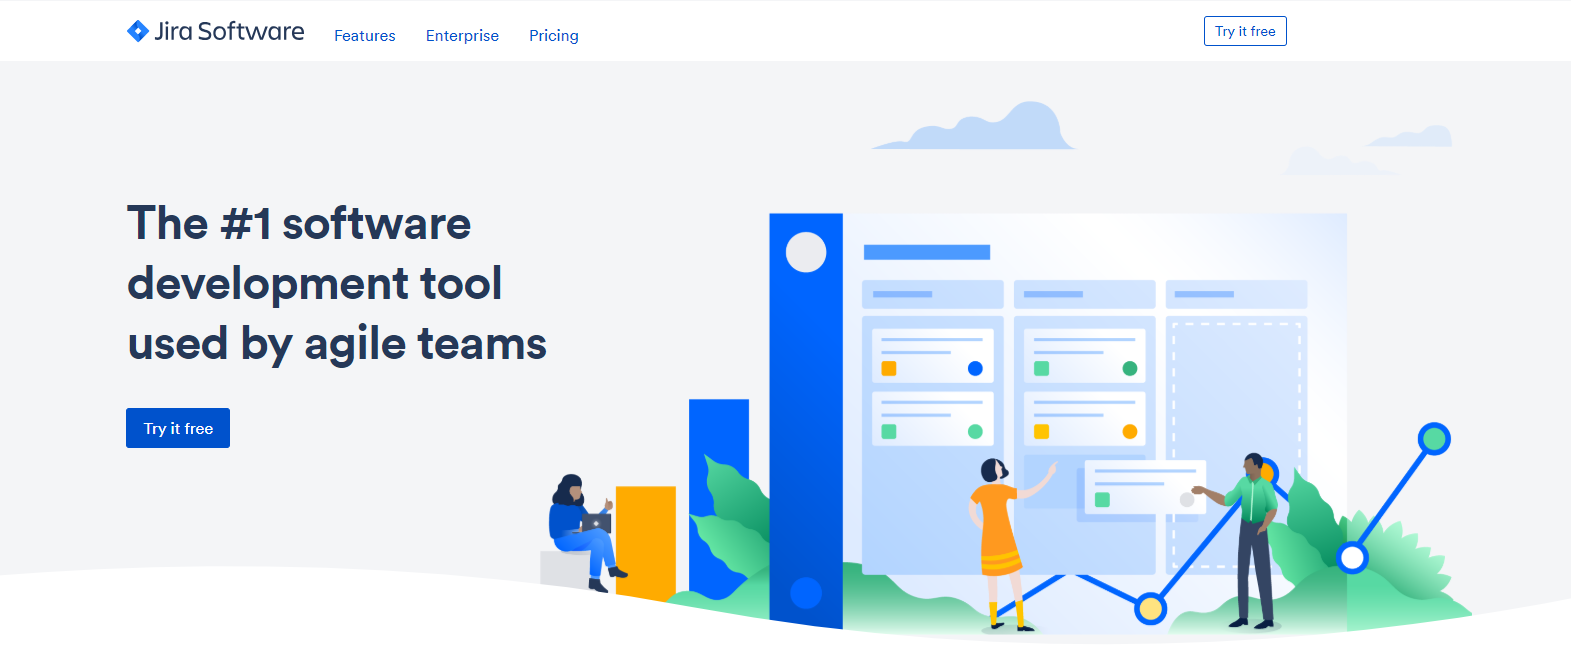 Jira Software
Features
Enterprise
Pricing
Try it free
The #1 software
development tool
used by agile teams
Try it free